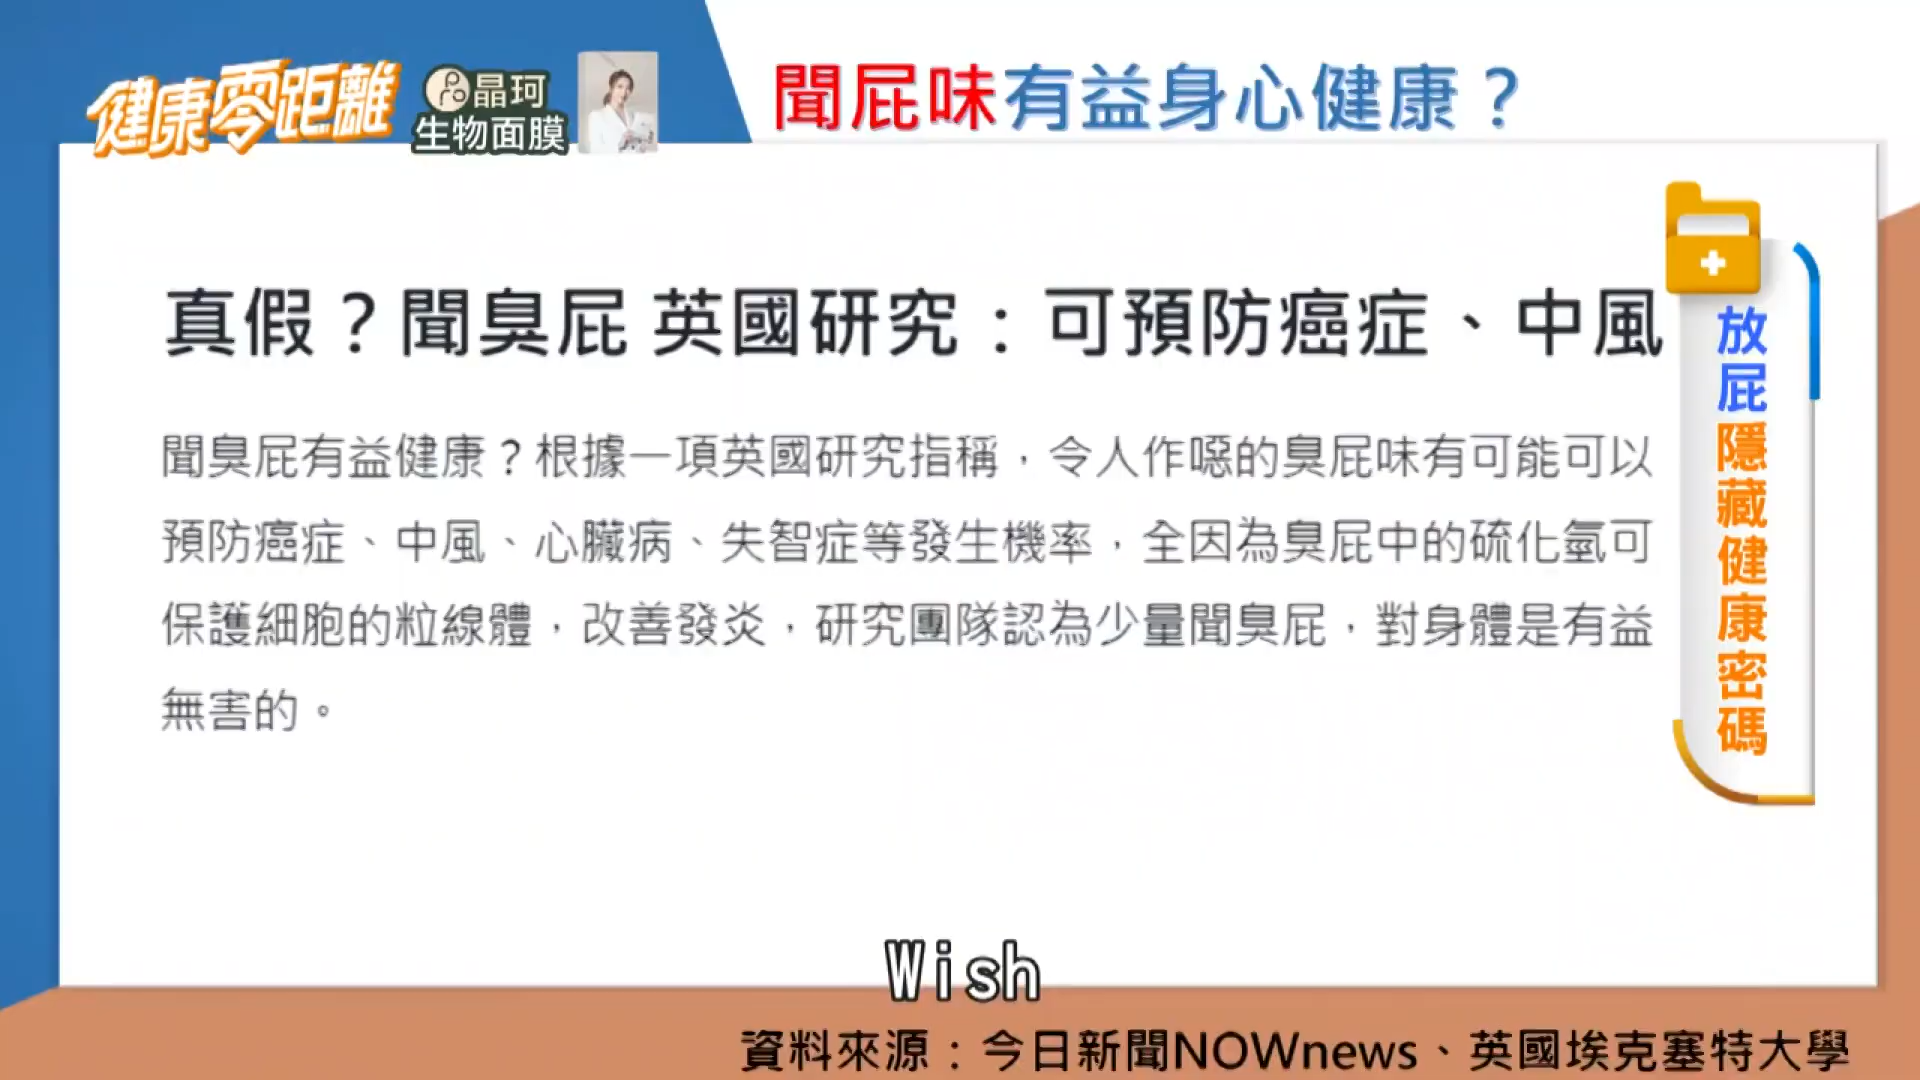 健康零距離
晶珂
生物面膜
聞屁味有益身心健康？
真假？聞臭屁 英國研究：可預防癌症、中風
聞臭屁有益健康？根據一項英國研究指稱，令人作噁的臭屁味有可能可以
預防癌症、中風、心臟病、失智症等發生機率，全因為臭屁中的硫化氫可
保護細胞的粒線體，改善發炎，研究團隊認為少量聞臭屁，對身體是有益
無害的。
放屁隱藏健康密碼
Wish
資料來源：今日新聞NOWnews、英國埃克塞特大學